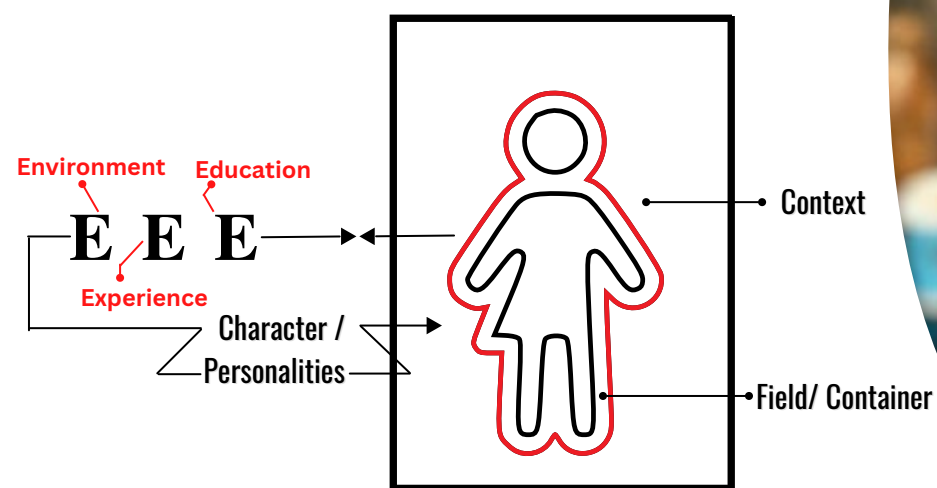 Environment
Education
E E E
Experience
Character /
Personalities
Context
Field/ Container